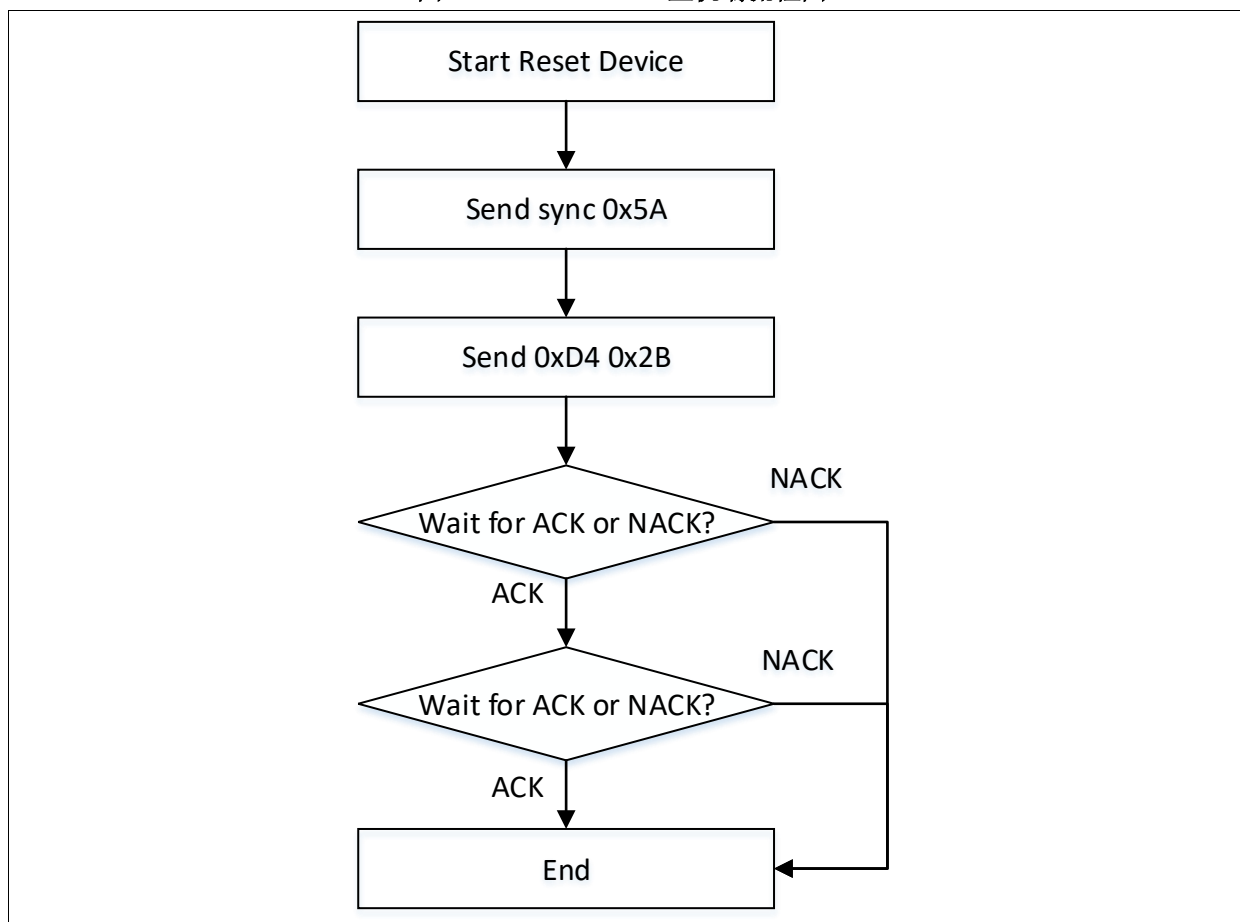 Start Reset Device
Send sync 0x5A
Send 0xD4 0x2B
NACK
Wait for ACK or NACK?
ACK
NACK
Wait for ACK or NACK?
ACK
End